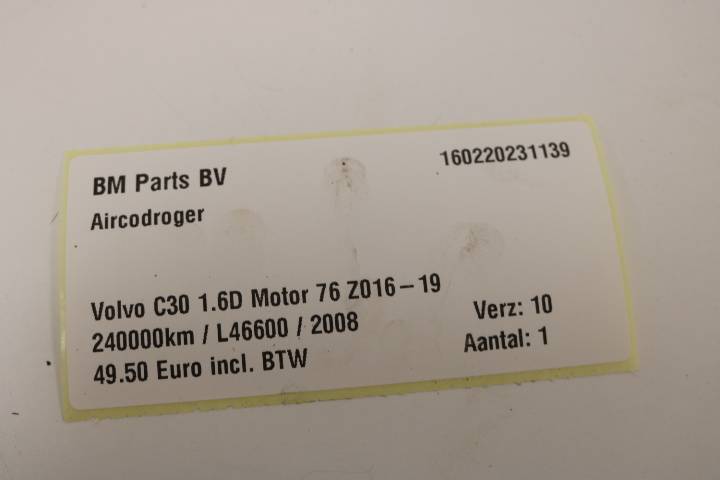 BM Parts BV
160220231139
Aircodroger
Volvo C30 1.6D Motor 76 Z016-19
240000km / L46600 / 2008
Verz: 10
49.50 Euro incl. BTW
Aantal: 1